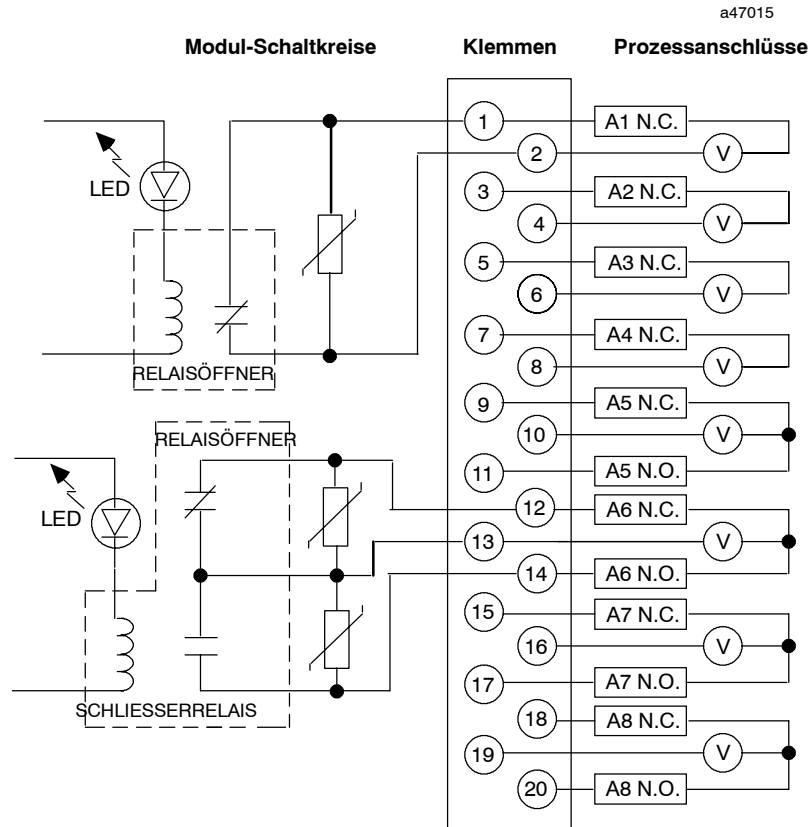 a47015
Modul-Schaltkreise Klemmen Prozessanschlüsse
1 A1 N.C.
2 V
LED
3 A2 N.C.
4 V
5 A3 N.C.
6 V
7 A4 N.C.
8 V
RELAISÖFFNER
9 A5 N.C.
10 V
RELAISÖFFNER
11 A5 N.O.
12 A6 N.C.
LED
13 V
14 A6 N.O.
15 A7 N.C.
16 V
17 A7 N.O.
SCHLIESSERRELAIS
18 A8 N.C.
19 V
20 A8 N.O.